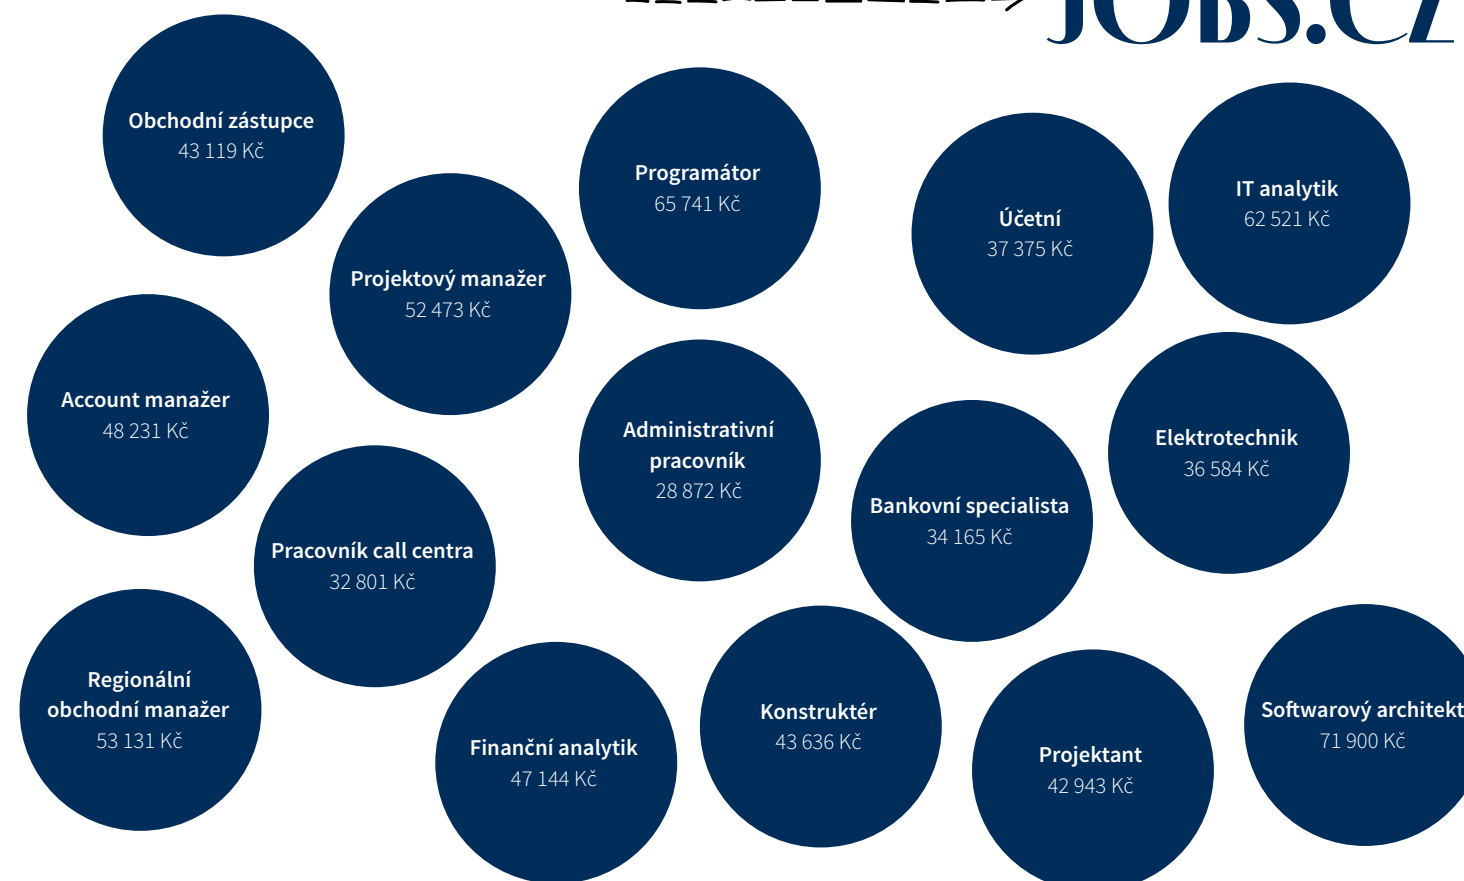 JOBS.CZ
Obchodní zástupce
43 119 Kč
Programátor
65 741 Kč
IT analytik
62 521 Kč
Účetní
37 375 Kč
Projektový manažer
52 473 Kč
Account manažer
48 231 Kč
Administrativní
pracovník
28 872 Kč
Elektrotechnik
36 584 Kč
Bankovní specialista
34 165 Kč
Pracovník call centra
32 801 Kč
Regionální
obchodní manažer
53 131 Kč
Finanční analytik
47 144 Kč
Konstruktér
43 636 Kč
Projektant
42 943 Kč
Softwarový architekt
71 900 Kč